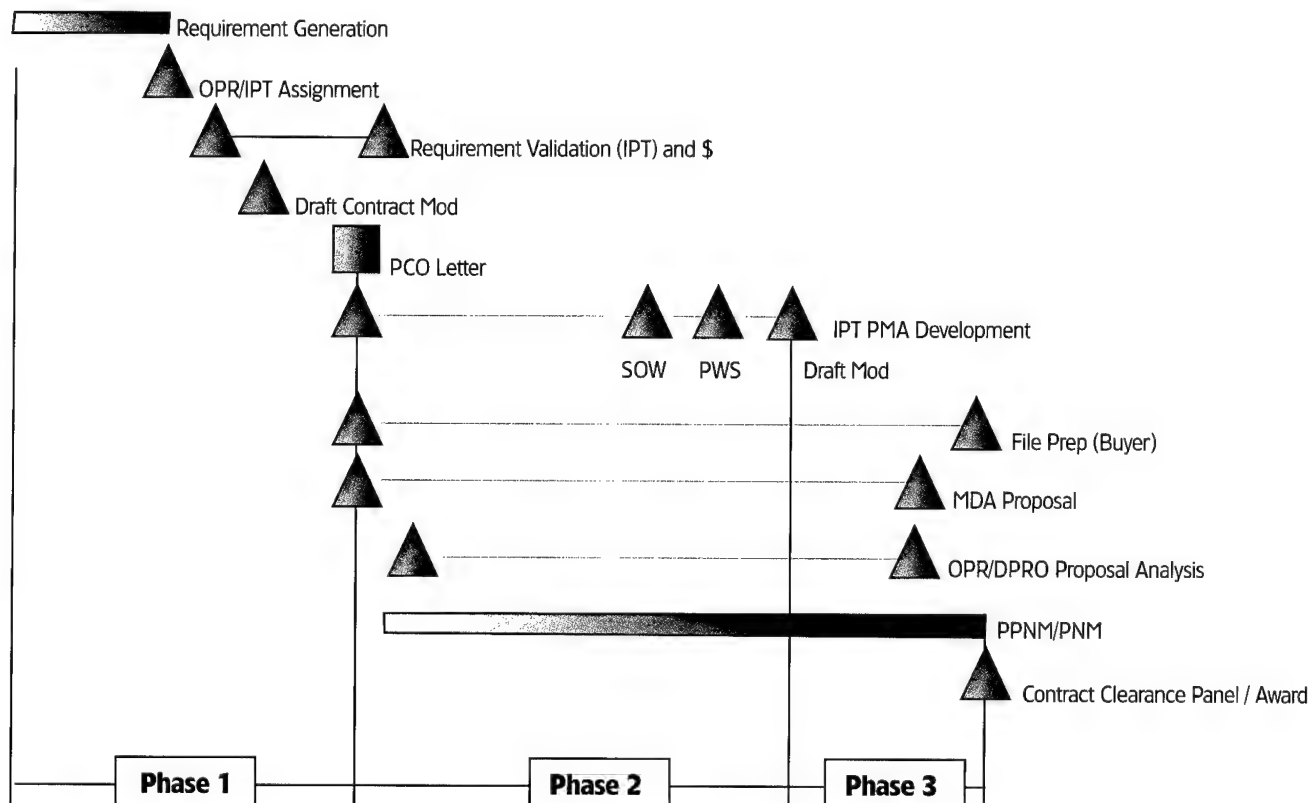 Requirement Generation
OPR/IPT Assignment
Requirement Validation (IPT) and $
Draft Contract Mod
PCO Letter
IPT PMA Development
SOW PWS Draft Mod
File Prep (Buyer)
MDA Proposal
OPR/DPRO Proposal Analysis
PPNM/PNM
Contract Clearance Panel / Award
Phase 1 Phase 2 Phase 3